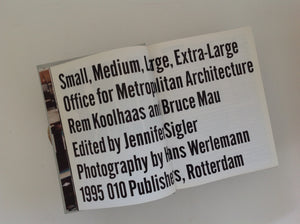 Small, Medium, Large, Extra-Large
Office for Metropolitan Architecture
Rem Koolhaas and Bruce Mau
Edited by Jennifer Sigler
Photography by Hans Werlemann
1995 010 Publishers, Rotterdam